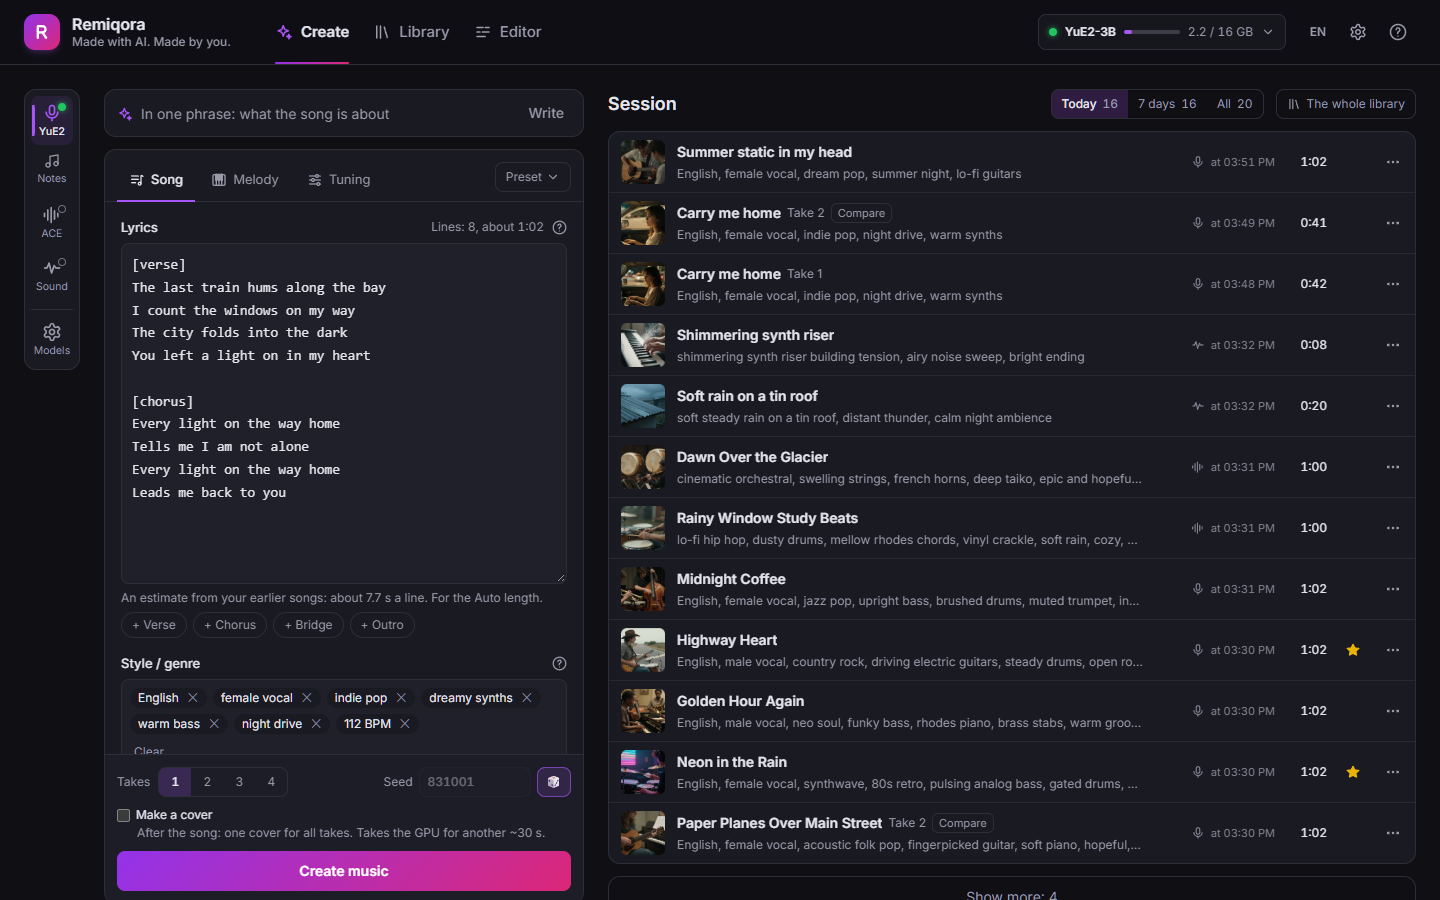 R
Remiqora
Made with AI. Made by you.
Create
Library
Editor
YuE2-3B
2.2 / 16 GB
EN
YuE2
Notes
ACE
Sound
Models
In one phrase: what the song is about
Write
Song
Melody
Tuning
Preset
Lyrics
Lines: 8, about 1:02
[verse]
The last train hums along the bay
I count the windows on my way
The city folds into the dark
You left a light on in my heart
[chorus]
Every light on the way home
Tells me I am not alone
Every light on the way home
Leads me back to you
An estimate from your earlier songs: about 7.7 s a line. For the Auto length.
+ Verse
+ Chorus
+ Bridge
+ Outro
Style / genre
English
female vocal
indie pop
dreamy synths
warm bass
night drive
112 BPM
Clear
Takes
1
2
3
4
Seed
831001
Make a cover
After the song: one cover for all takes. Takes the GPU for another ~30 s.
Create music
Session
Today 16
7 days 16
All 20
The whole library
Summer static in my head
English, female vocal, dream pop, summer night, lo-fi guitars
at 03:51 PM
1:02
Carry me home Take 2 Compare
English, female vocal, indie pop, night drive, warm synths
at 03:49 PM
0:41
Carry me home Take 1
English, female vocal, indie pop, night drive, warm synths
at 03:48 PM
0:42
Shimmering synth riser
shimmering synth riser building tension, airy noise sweep, bright ending
at 03:32 PM
0:08
Soft rain on a tin roof
soft steady rain on a tin roof, distant thunder, calm night ambience
at 03:32 PM
0:20
Dawn Over the Glacier
cinematic orchestral, swelling strings, french horns, deep taiko, epic and hopefu...
at 03:31 PM
1:00
Rainy Window Study Beats
lo-fi hip hop, dusty drums, mellow rhodes chords, vinyl crackle, soft rain, cozy, ...
at 03:31 PM
1:00
Midnight Coffee
English, female vocal, jazz pop, upright bass, brushed drums, muted trumpet, in...
at 03:31 PM
1:02
Highway Heart
English, male vocal, country rock, driving electric guitars, steady drums, open ro...
at 03:30 PM
1:02
Golden Hour Again
English, male vocal, neo soul, funky bass, rhodes piano, brass stabs, warm groo...
at 03:30 PM
1:02
Neon in the Rain
English, female vocal, synthwave, 80s retro, pulsing analog bass, gated drums, ...
at 03:30 PM
1:02
Paper Planes Over Main Street Take 2 Compare
English, female vocal, acoustic folk pop, fingerpicked guitar, soft piano, hopeful,...
at 03:30 PM
1:02
Show more: 4